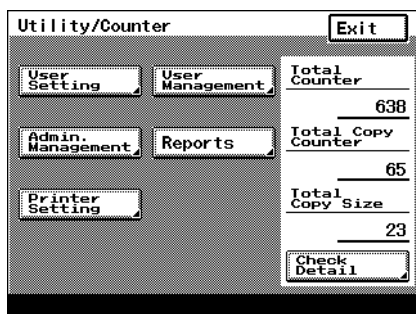 Utility/Counter
Exit
User
Setting
User
Management
Total
Counter
638
Admin.
Management
Reports
Total Copy
Counter
65
Printer
Setting
Total
Copy Size
23
Check
Detail